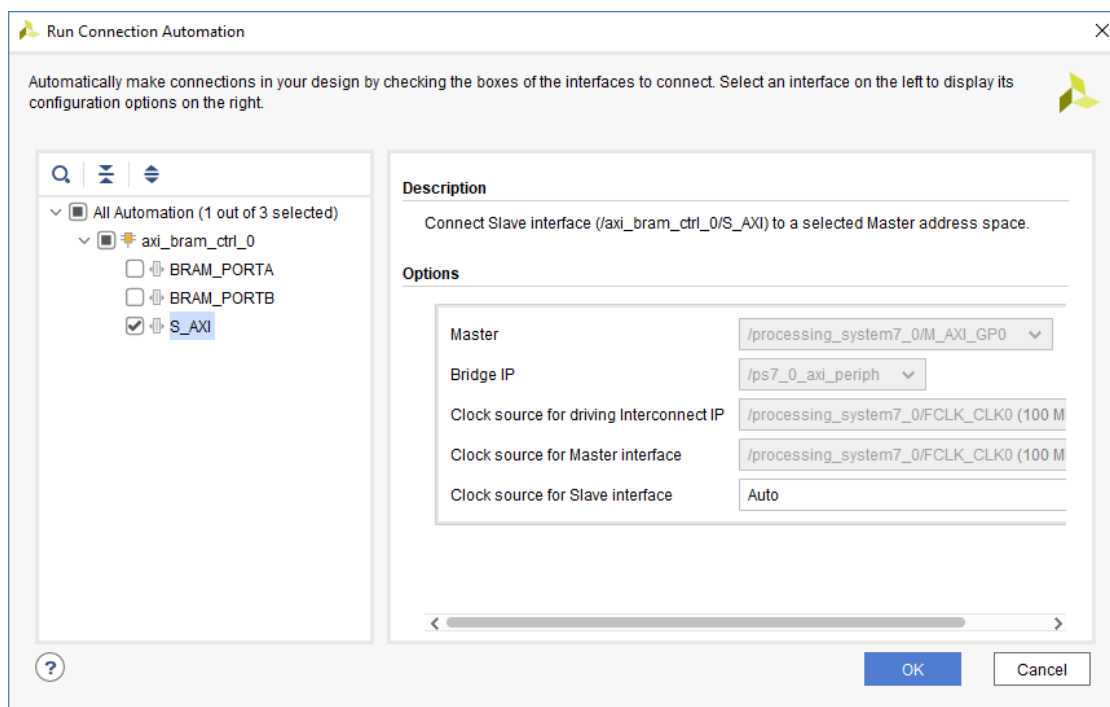 Run Connection Automation
Automatically make connections in your design by checking the boxes of the interfaces to connect. Select an interface on the left to display its
configuration options on the right.
All Automation (1 out of 3 selected)
axi_bram_ctrl_0
BRAM_PORTA
BRAM_PORTB
S_AXI
Description
Connect Slave interface (/axi_bram_ctrl_0/S_AXI) to a selected Master address space.
Options
Master /processing_system7_0/M_AXI_GP0
Bridge IP /ps7_0_axi_periph
Clock source for driving Interconnect IP /processing_system7_0/FCLK_CLK0 (100 M
Clock source for Master interface /processing_system7_0/FCLK_CLK0 (100 M
Clock source for Slave interface Auto
?
OK Cancel